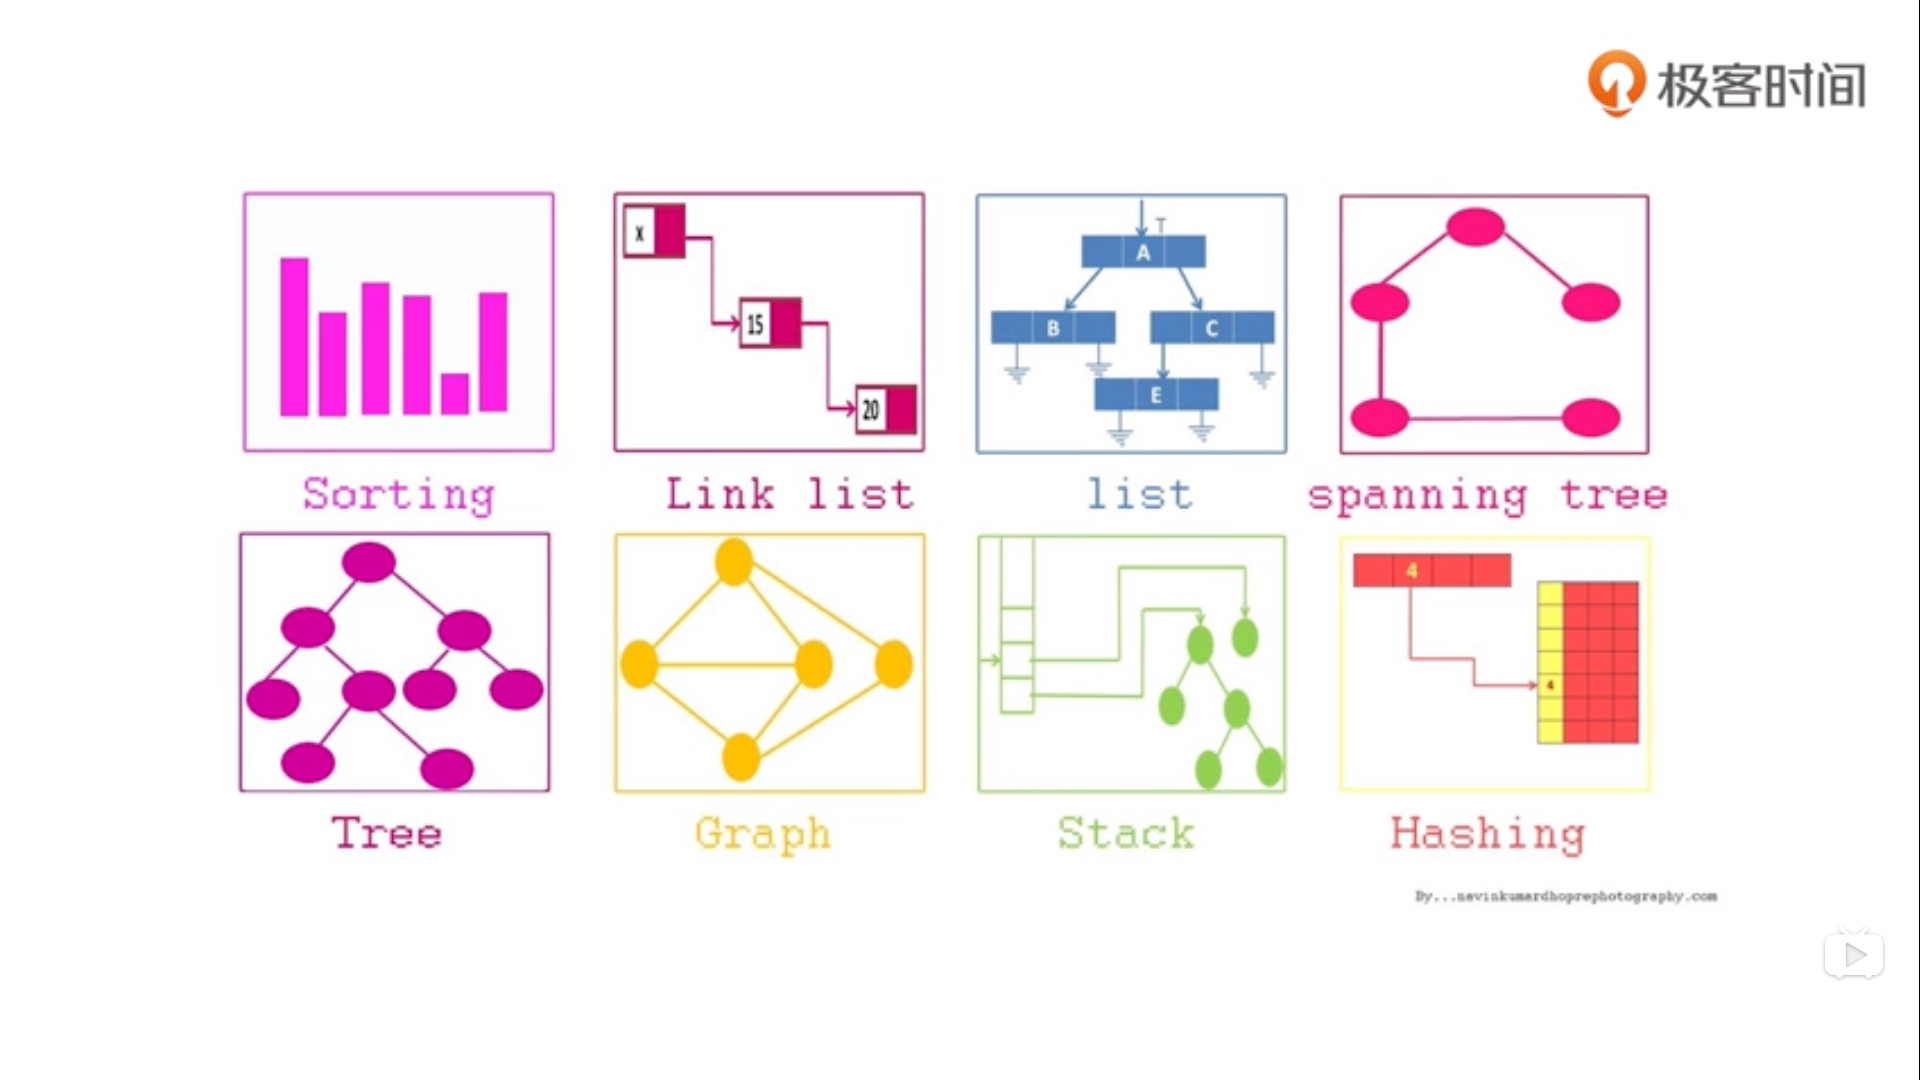 极客时间
x
15
20
T
A
B
C
E
Sorting
Link list
list
spanning tree
4
4
Tree
Graph
Stack
Hashing
By...navinkumardhoprephotography.com